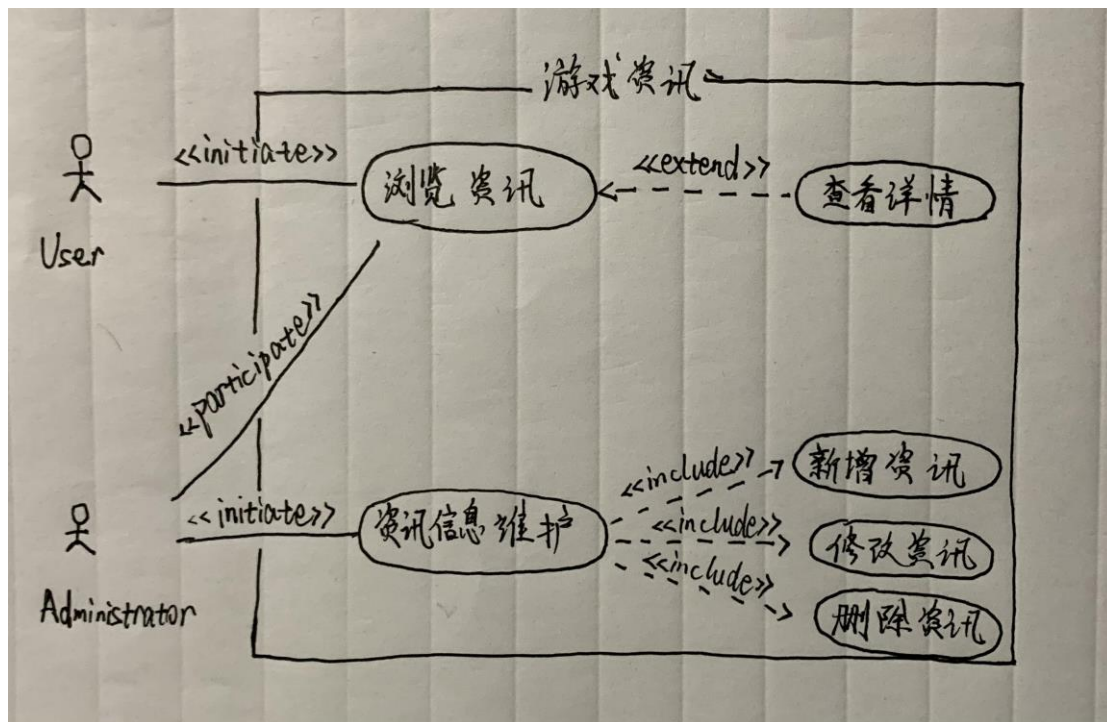 游戏资讯
<<initiate>>
浏览资讯
<<extend>>
查看详情
User
<<participate>>
<<include>>
新增资讯
<<initiate>>
资讯信息维护
<<include>>
修改资讯
<<include>>
删除资讯
Administrator